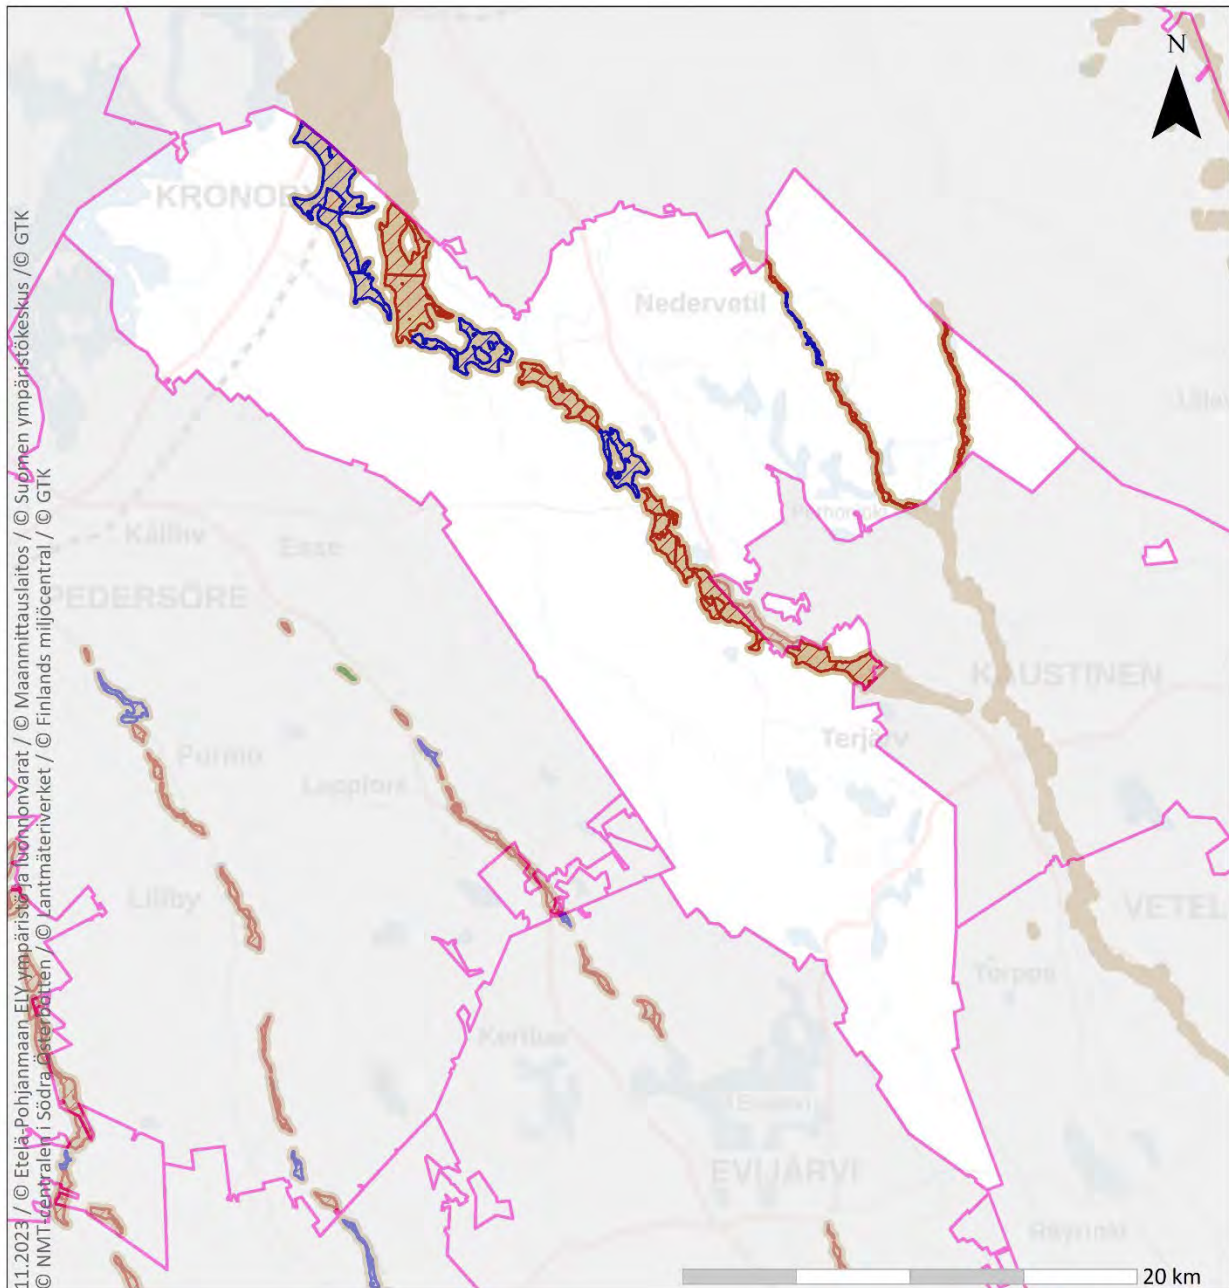 N
KRONOBY
Nedervetil
Kållby
Esse
PEDERSÖRE
KAUSTINEN
Terjärv
Purmo
Lappfors
Lillby
VETEL
Kortjärvi
EVIJÄRVI
Räyrinki
20 km
11.2023 / © Etelä-Pohjanmaan ELY ympäristö ja luonnonvarat / © Maanmittauslaitos / © Suomen ympäristökeskus /© GTK
© NMT-centralen i Södra Österbotten / © Lantmäteriverket / © Finlands miljöcentral / © GTK